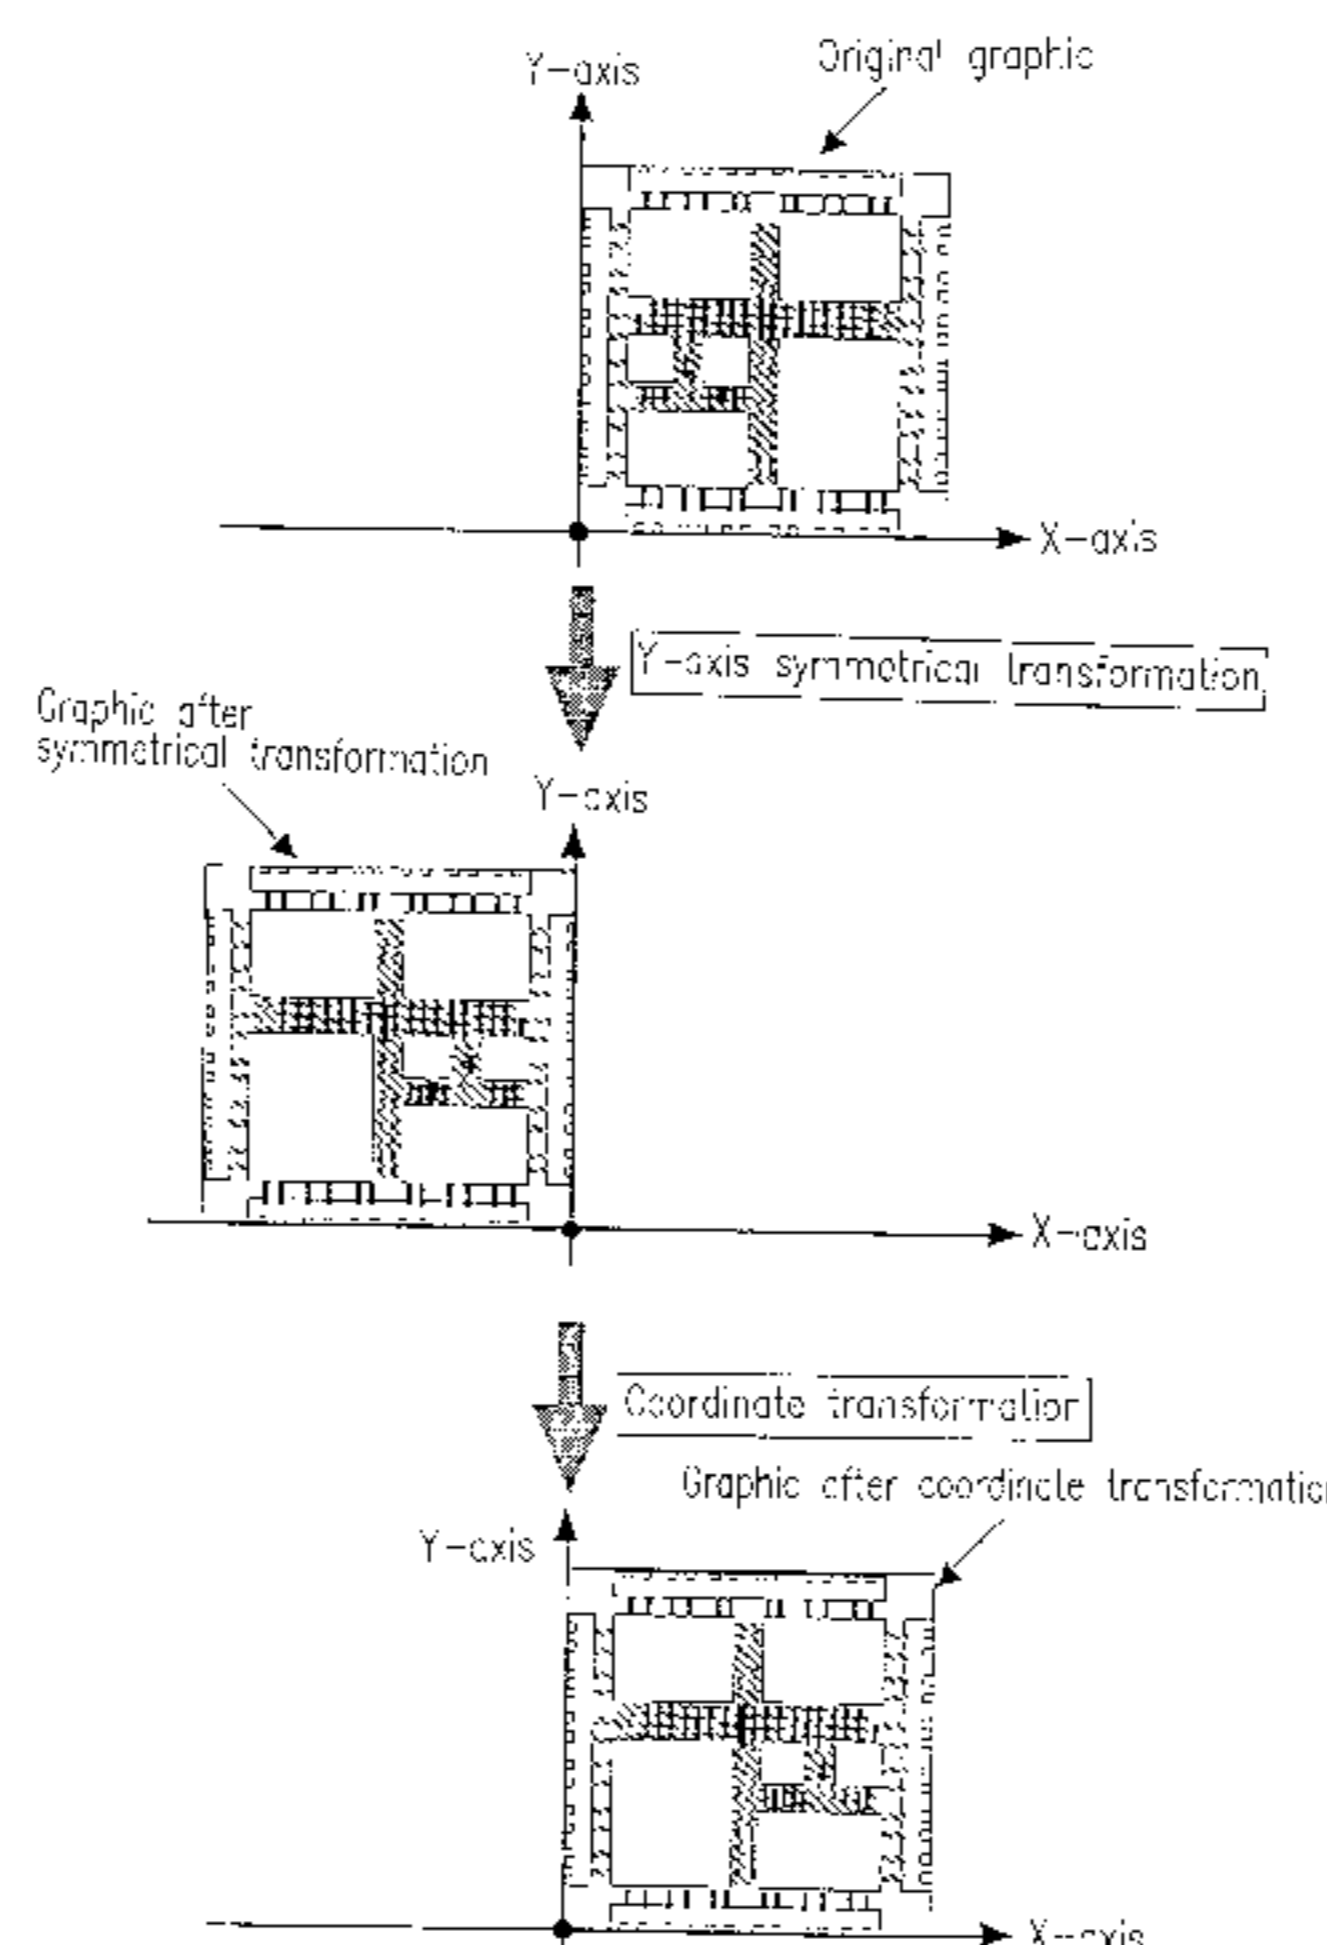 Y-axis
Original graphic
X-axis
Y-axis symmetrical transformation
Graphic after
symmetrical transformation
Y-axis
X-axis
Coordinate transformation
Graphic after coordinate transformation
Y-axis
X-axis